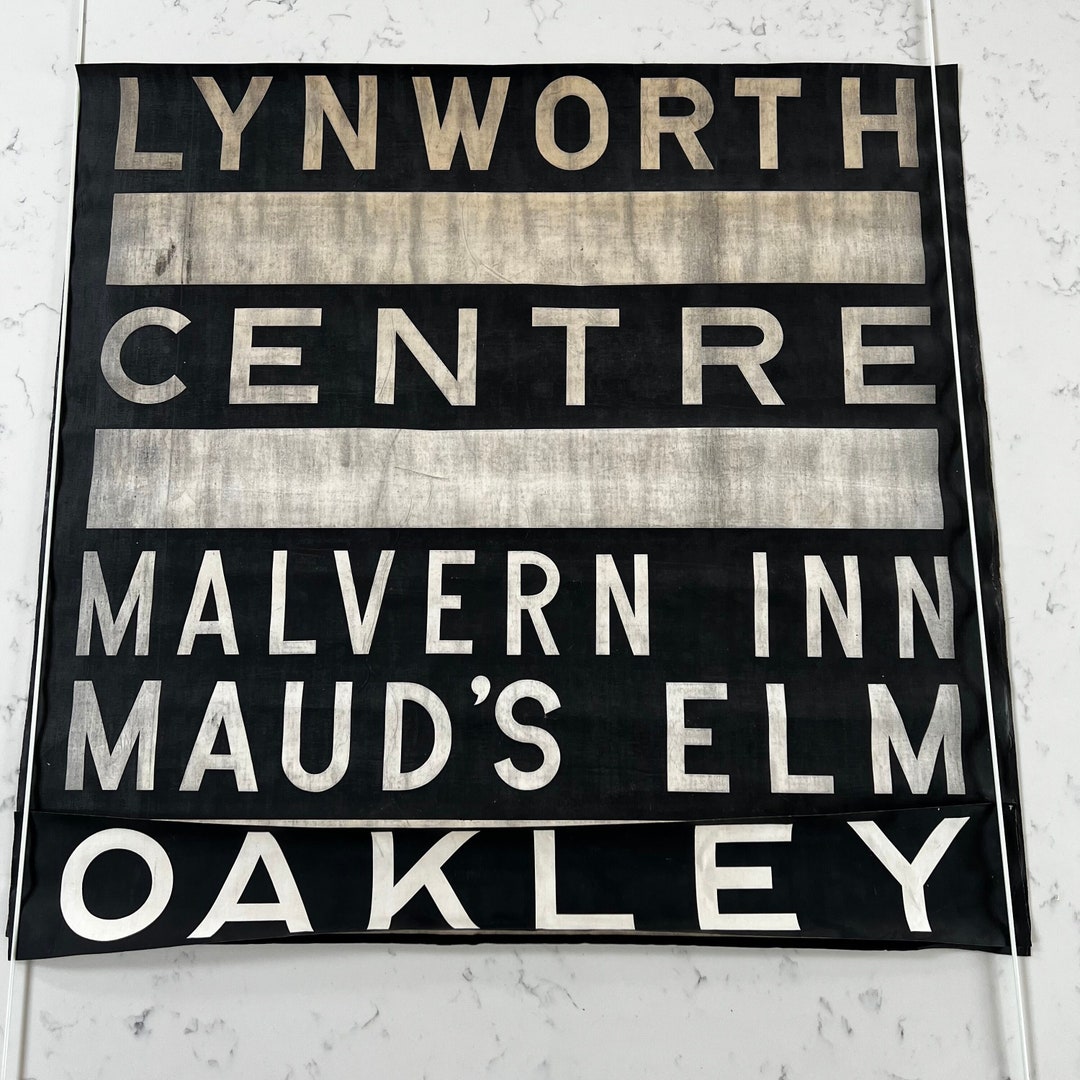 LYNWORTH
CENTRE
MALVERN INN
MAUD'S ELM
OAKLEY